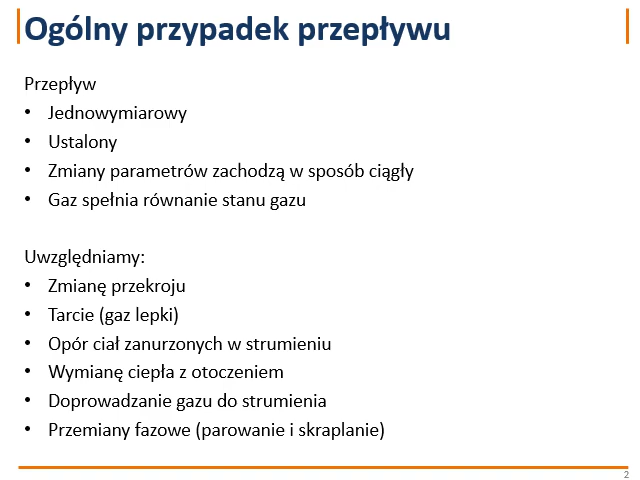 Ogólny przypadek przepływu
Przepływ
• Jednowymiarowy
• Ustalony
• Zmiany parametrów zachodzą w sposób ciągły
• Gaz spełnia równanie stanu gazu
Uwzględniamy:
• Zmianę przekroju
• Tarcie (gaz lepki)
• Opór ciał zanurzonych w strumieniu
• Wymianę ciepła z otoczeniem
• Doprowadzanie gazu do strumienia
• Przemiany fazowe (parowanie i skraplanie)
2